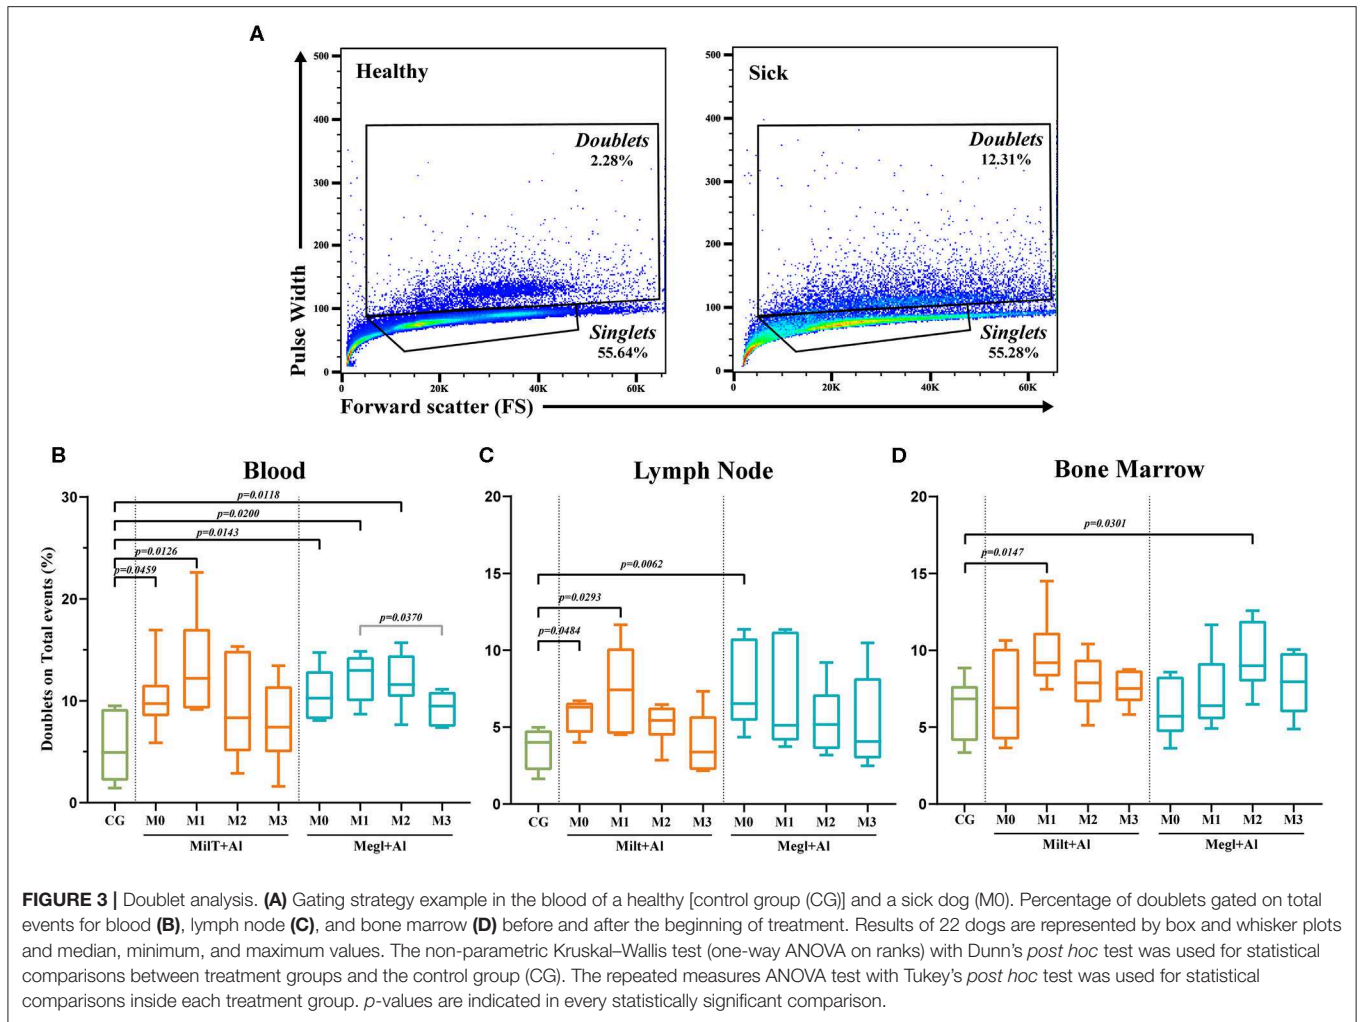 A
Healthy
Doublets
2.28%
Singlets
55.64%
500
400
300
200
100
0
0 20K 40K 60K
Sick
Doublets
12.31%
Singlets
55.28%
500
400
300
200
100
0
0 20K 40K 60K
Pulse Width
Forward scatter (FS)
B
Blood
Doublets on Total events (%)
30
20
10
0
p=0.0118
p=0.0200
p=0.0143
p=0.0126
p=0.0459
p=0.0370
CG M0 M1 M2 M3 M0 M1 M2 M3
MilT+Al Megl+Al
C
Lymph Node
20
15
10
5
0
p=0.0062
p=0.0293
p=0.0484
CG M0 M1 M2 M3 M0 M1 M2 M3
Milt+Al Megl+Al
D
Bone Marrow
20
15
10
5
0
p=0.0301
p=0.0147
CG M0 M1 M2 M3 M0 M1 M2 M3
Milt+Al Megl+Al
FIGURE 3 | Doublet analysis. (A) Gating strategy example in the blood of a healthy [control group (CG)] and a sick dog (M0). Percentage of doublets gated on total
events for blood (B), lymph node (C), and bone marrow (D) before and after the beginning of treatment. Results of 22 dogs are represented by box and whisker plots
and median, minimum, and maximum values. The non-parametric Kruskal–Wallis test (one-way ANOVA on ranks) with Dunn's post hoc test was used for statistical
comparisons between treatment groups and the control group (CG). The repeated measures ANOVA test with Tukey's post hoc test was used for statistical
comparisons inside each treatment group. p-values are indicated in every statistically significant comparison.